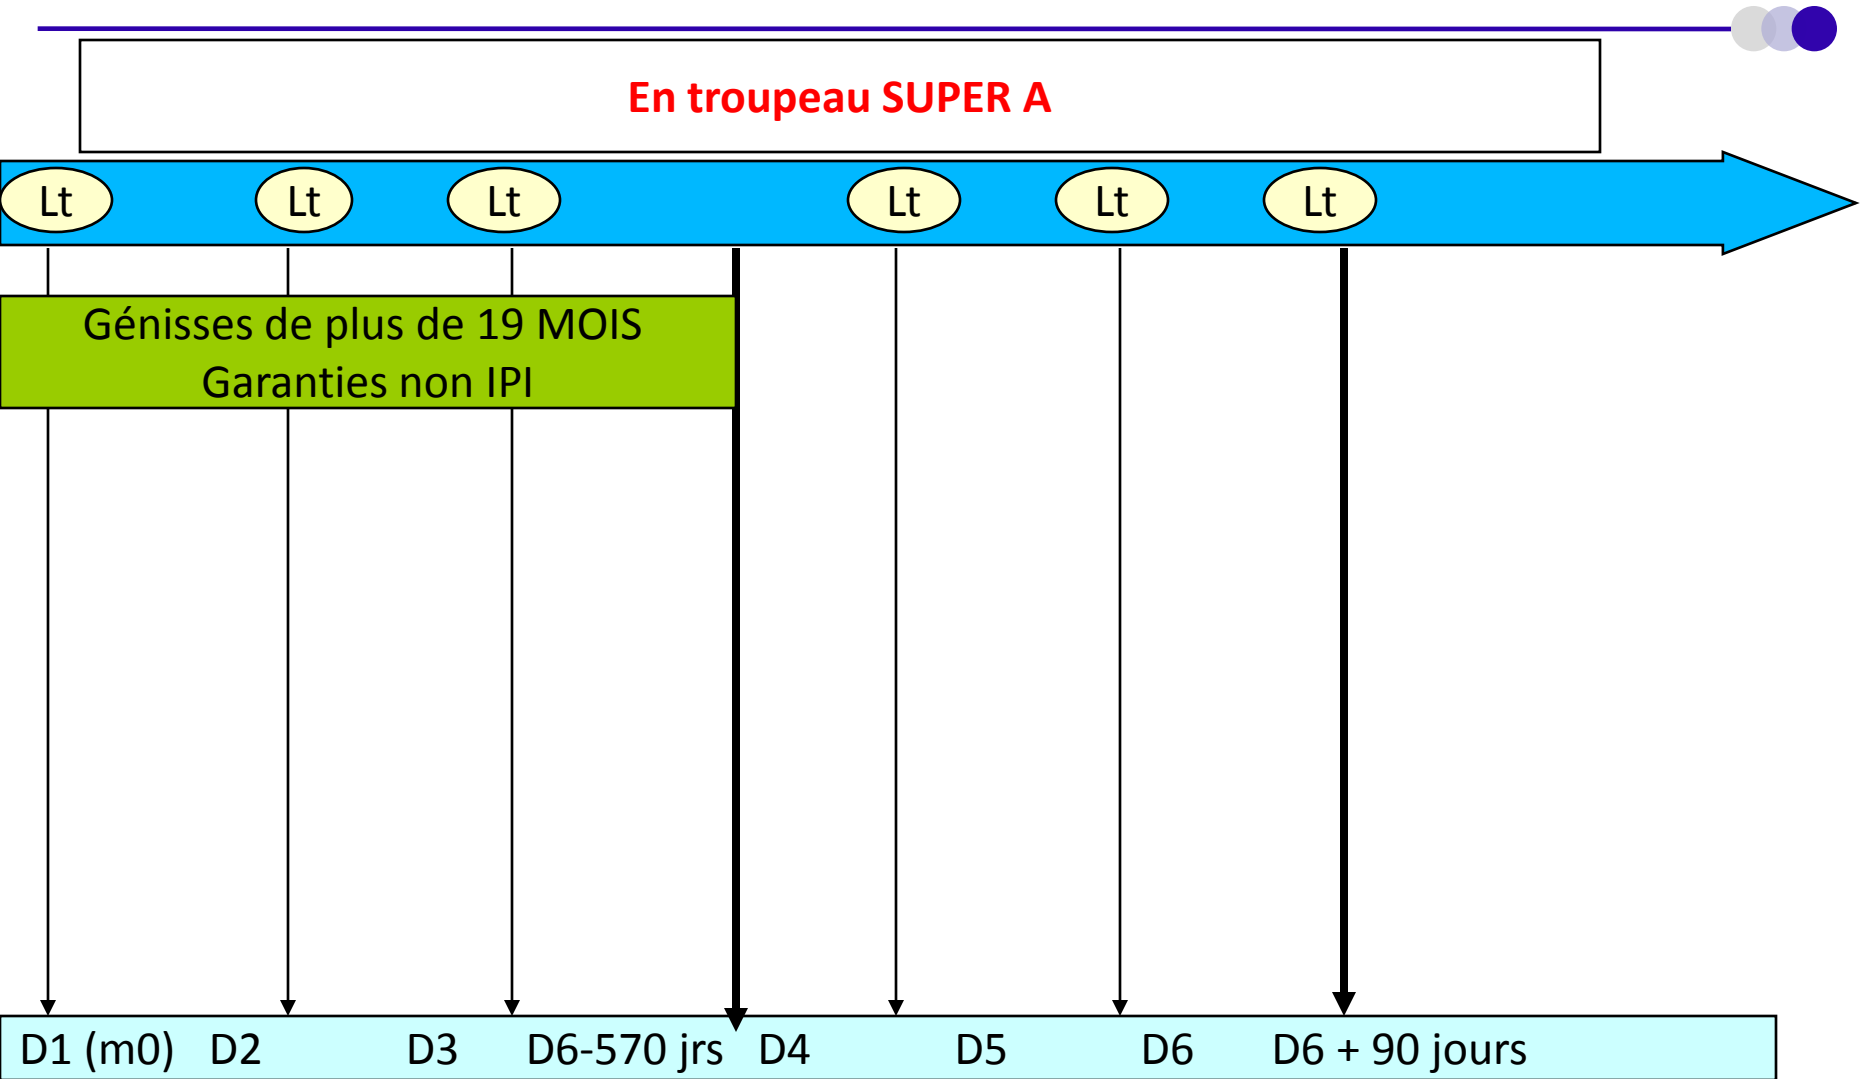 En troupeau SUPER A
Lt Lt Lt Lt Lt Lt
Génisses de plus de 19 MOIS
Garanties non IPI
D1 (m0) D2 D3 D6-570 jrs D4 D5 D6 D6 + 90 jours